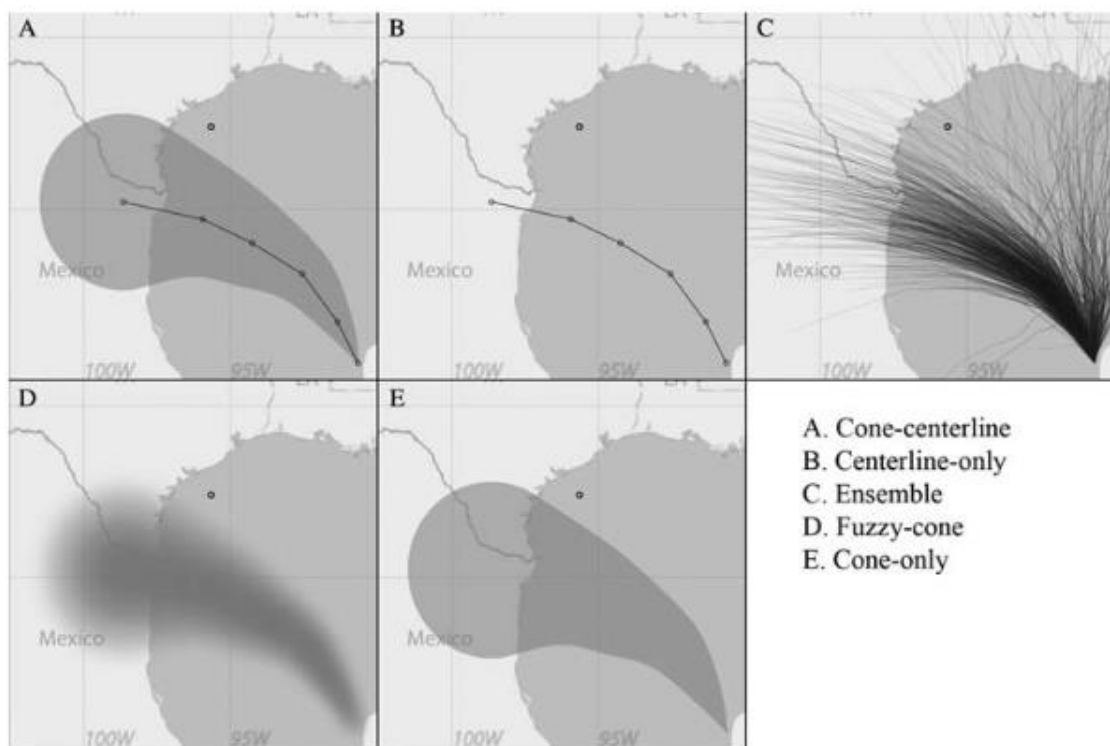 A
B
C
Mexico
100W
95W
Mexico
100W
95W
Mexico
100W
95W
D
E
A. Cone-centerline
B. Centerline-only
C. Ensemble
D. Fuzzy-cone
E. Cone-only
Mexico
100W
95W
Mexico
100W
95W